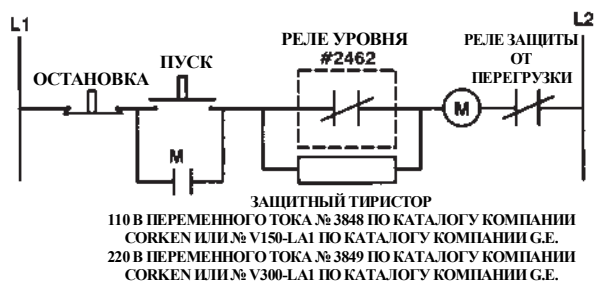 L1
L2
РЕЛЕ УРОВНЯ
#2462
РЕЛЕ ЗАЩИТЫ
ОТ
ПЕРЕГРУЗКИ
ПУСК
ОСТАНОВКА
M
M
ЗАЩИТНЫЙ ТИРИСТОР
110 В ПЕРЕМЕННОГО ТОКА № 3848 ПО КАТАЛОГУ КОМПАНИИ
CORKEN ИЛИ № V150-LA1 ПО КАТАЛОГУ КОМПАНИИ G.E.
220 В ПЕРЕМЕННОГО ТОКА № 3849 ПО КАТАЛОГУ КОМПАНИИ
CORKEN ИЛИ № V300-LA1 ПО КАТАЛОГУ КОМПАНИИ G.E.